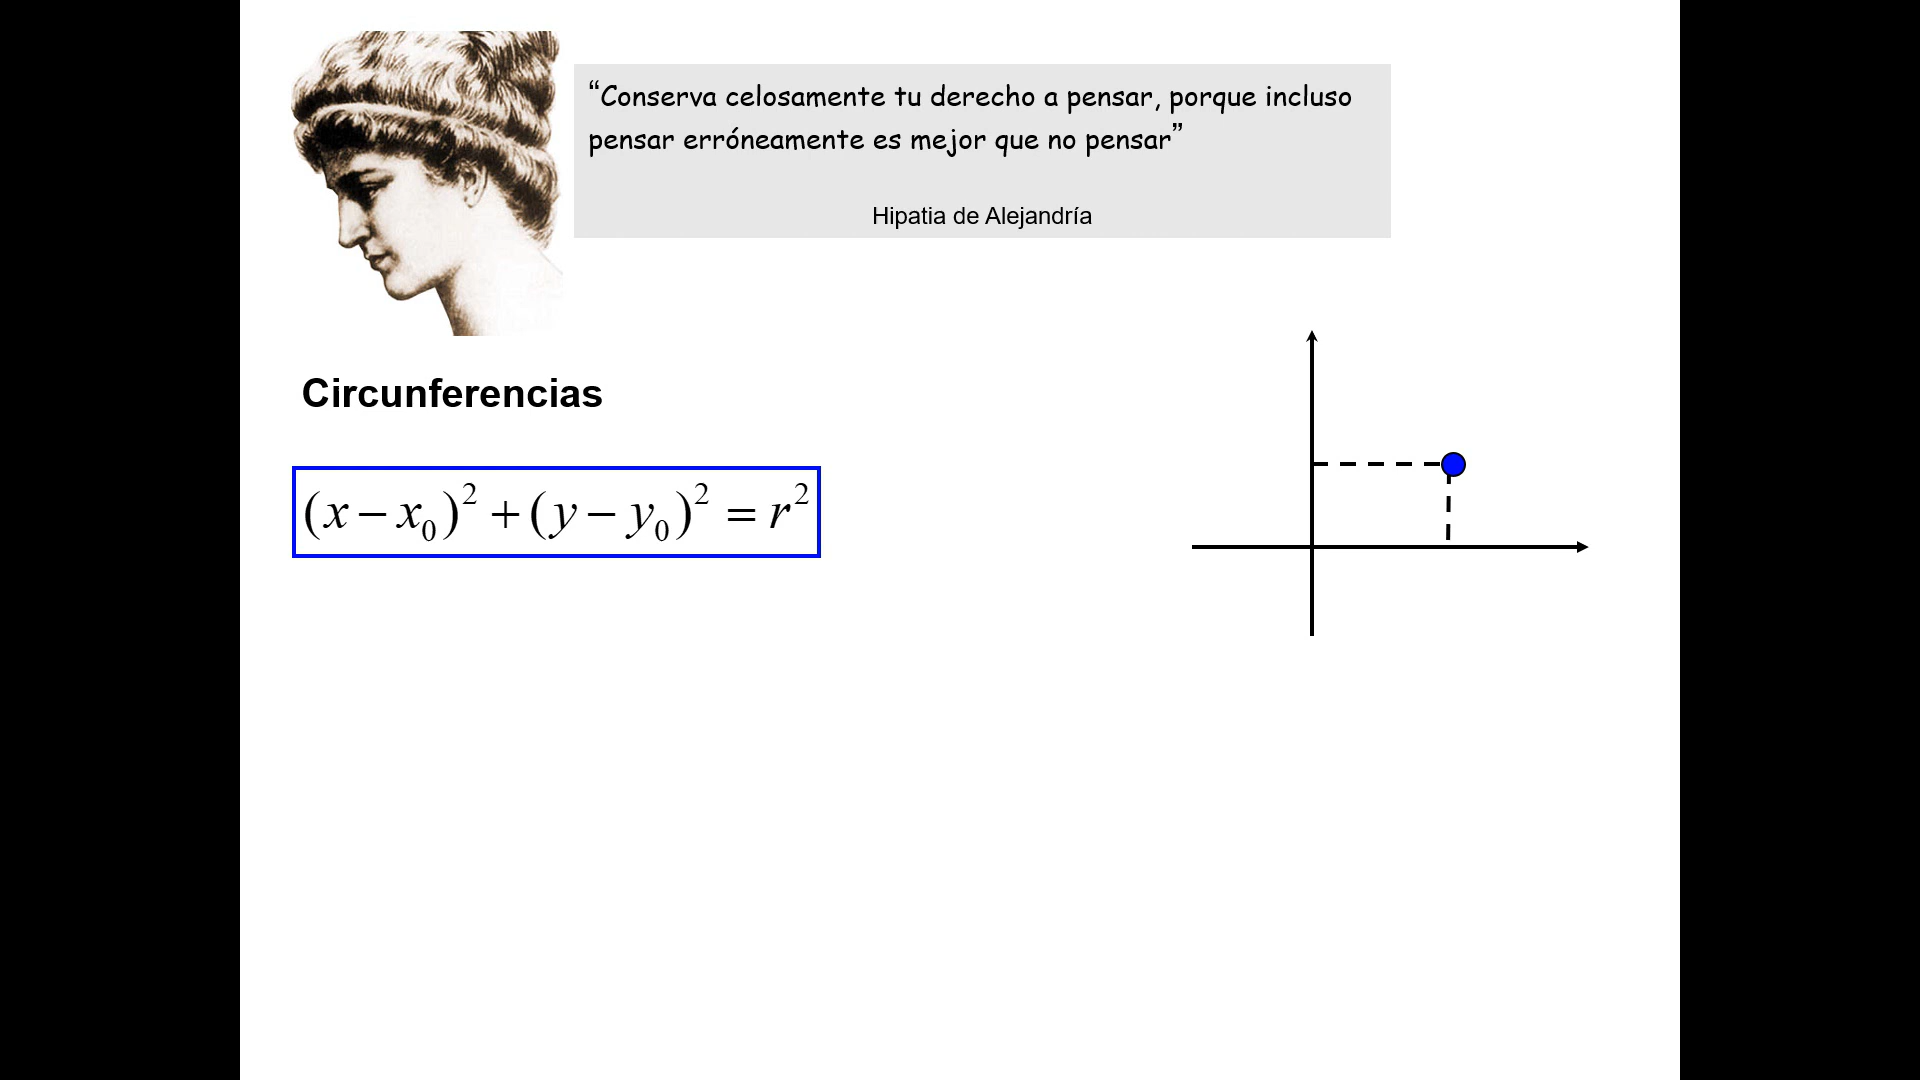 “Conserva celosamente tu derecho a pensar, porque incluso
pensar erróneamente es mejor que no pensar”
Hipatia de Alejandría
Circunferencias
(x − x₀)² + (y − y₀)² = r²